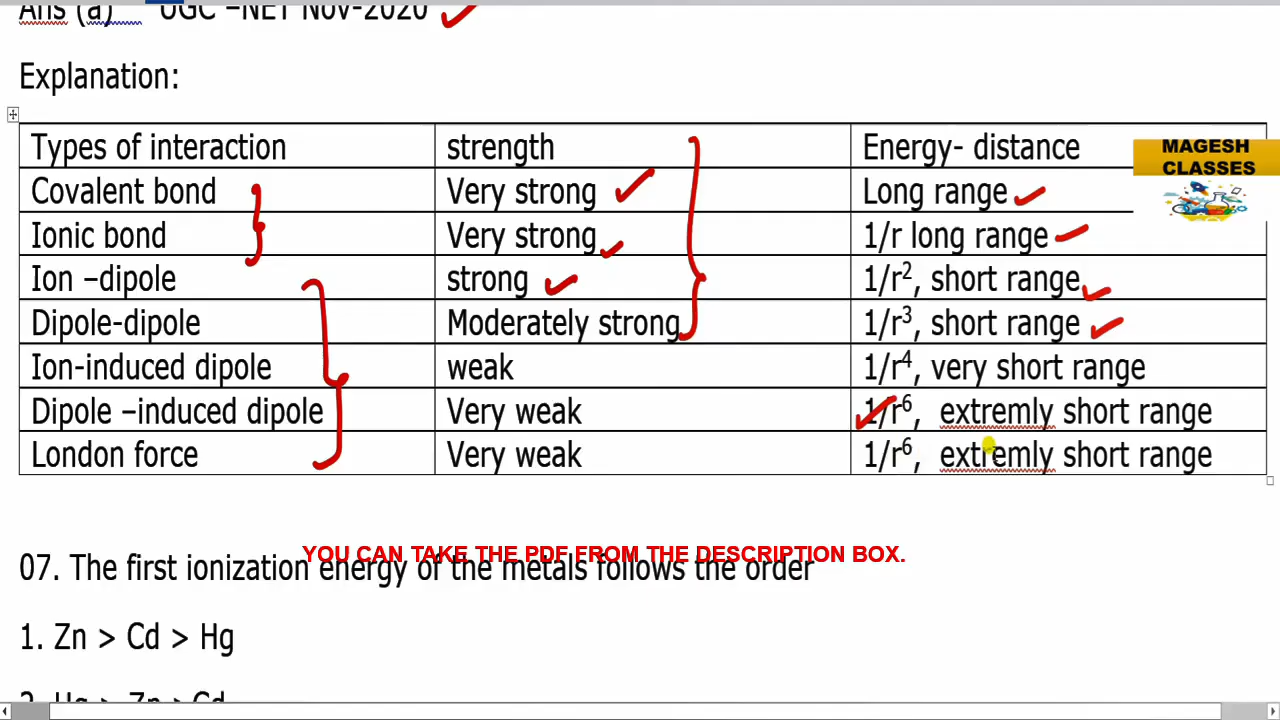 Ans (a) UGC –NET Nov-2020
Explanation:
Types of interaction strength Energy- distance
MAGESH
CLASSES
Covalent bond Very strong Long range
Ionic bond Very strong 1/r long range
Ion –dipole strong 1/r², short range
Dipole-dipole Moderately strong 1/r³, short range
Ion-induced dipole weak 1/r⁴, very short range
Dipole –induced dipole Very weak 1/r⁶, extremly short range
London force Very weak 1/r⁶, extremly short range
YOU CAN TAKE THE PDF FROM THE DESCRIPTION BOX.
07. The first ionization energy of the metals follows the order
1. Zn > Cd > Hg
2. Hg > Zn > Cd